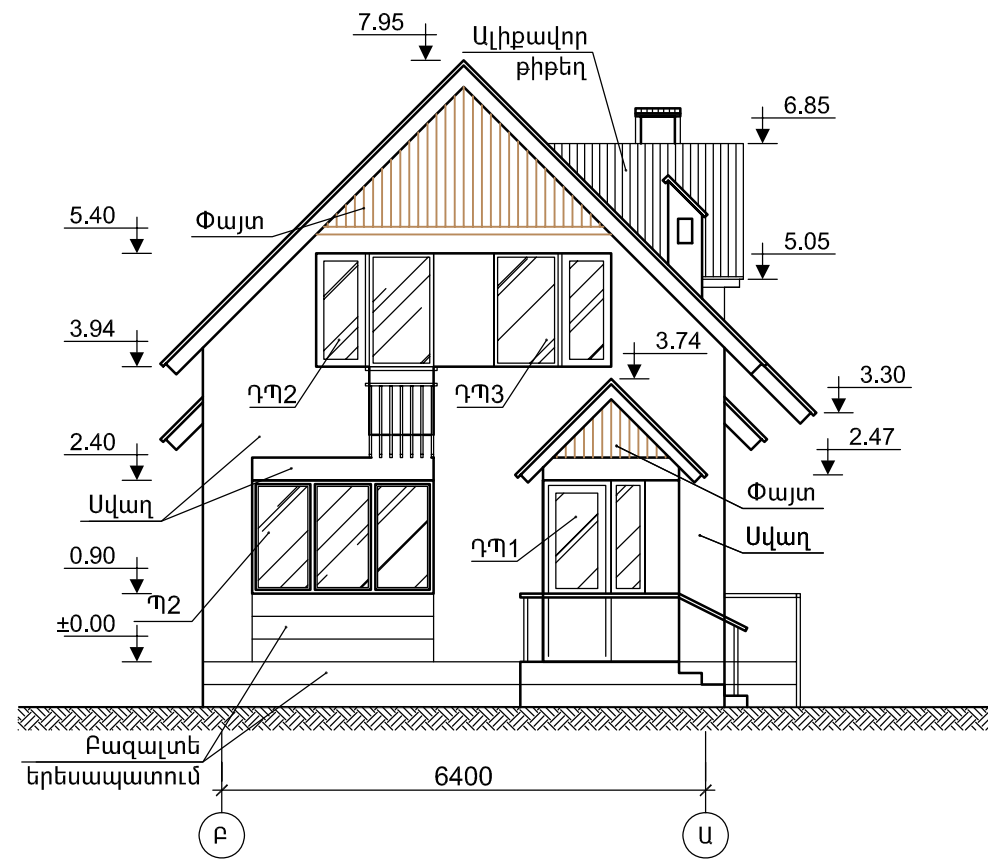 7.95
Ալիքավոր
թիթեղ
6.85
5.40
Փայտ
5.05
3.94
3.74
ԴՊ2
ԴՊ3
3.30
2.40
2.47
Սվաղ
Փայտ
ԴՊ1
Սվաղ
0.90
Պ2
±0.00
Բազալտե
երեսապատում
6400
Բ
Ա